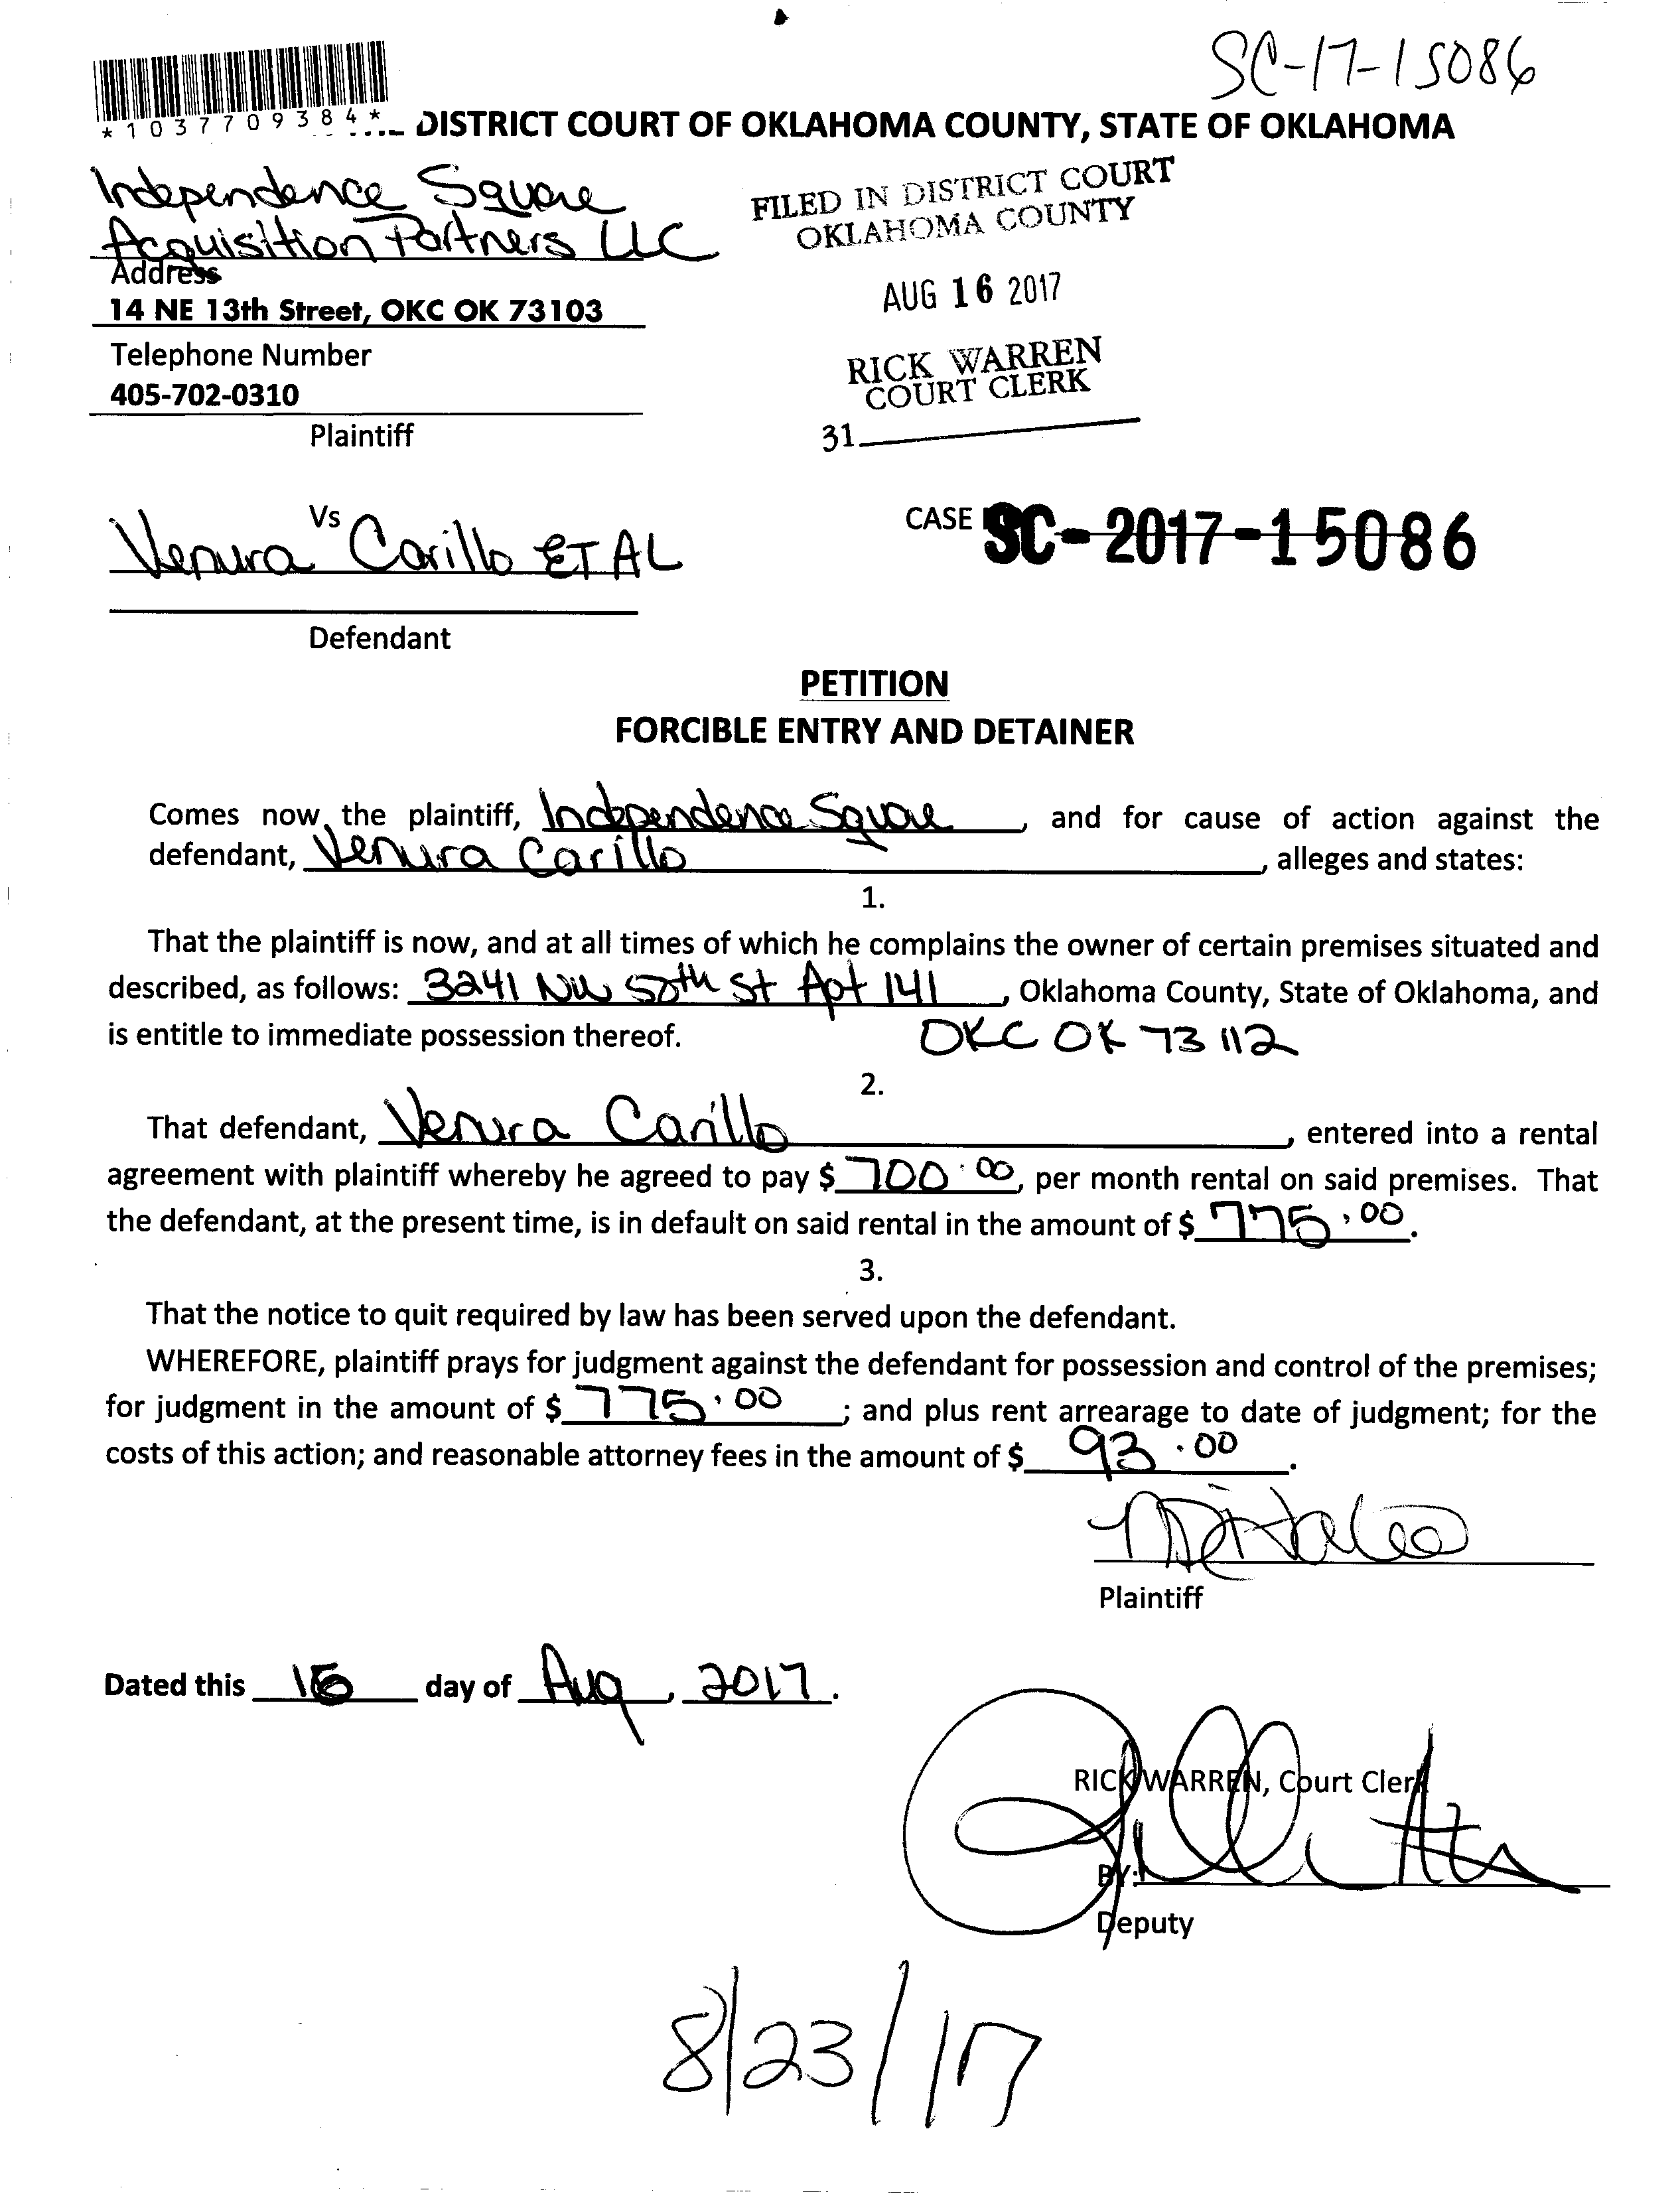 SC-17-15086
*1037709384*
DISTRICT COURT OF OKLAHOMA COUNTY, STATE OF OKLAHOMA
Independence Square
Acquisition Partners LLC
Address
14 NE 13th Street, OKC OK 73103
Telephone Number
405-702-0310
Plaintiff
FILED IN DISTRICT COURT
OKLAHOMA COUNTY
AUG 16 2017
RICK WARREN
COURT CLERK
31
Vs
Venura Carillo ET AL
Defendant
CASE SC-2017-15086
PETITION
FORCIBLE ENTRY AND DETAINER
Comes now the plaintiff, Independence Square, and for cause of action against the
defendant, Venura Carillo, alleges and states:
1.
That the plaintiff is now, and at all times of which he complains the owner of certain premises situated and
described, as follows: 3241 NW 50th St Apt 141, Oklahoma County, State of Oklahoma, and
is entitle to immediate possession thereof. OKC OK 73112
2.
That defendant, Venura Carillo, entered into a rental
agreement with plaintiff whereby he agreed to pay $ 700.00, per month rental on said premises. That
the defendant, at the present time, is in default on said rental in the amount of $ 775.00.
3.
That the notice to quit required by law has been served upon the defendant.
WHEREFORE, plaintiff prays for judgment against the defendant for possession and control of the premises;
for judgment in the amount of $ 775.00; and plus rent arrearage to date of judgment; for the
costs of this action; and reasonable attorney fees in the amount of $ 93.00.
Plaintiff
Dated this 16 day of Aug, 2017.
RICK WARREN, Court Clerk
BY:
Deputy
8/23/17